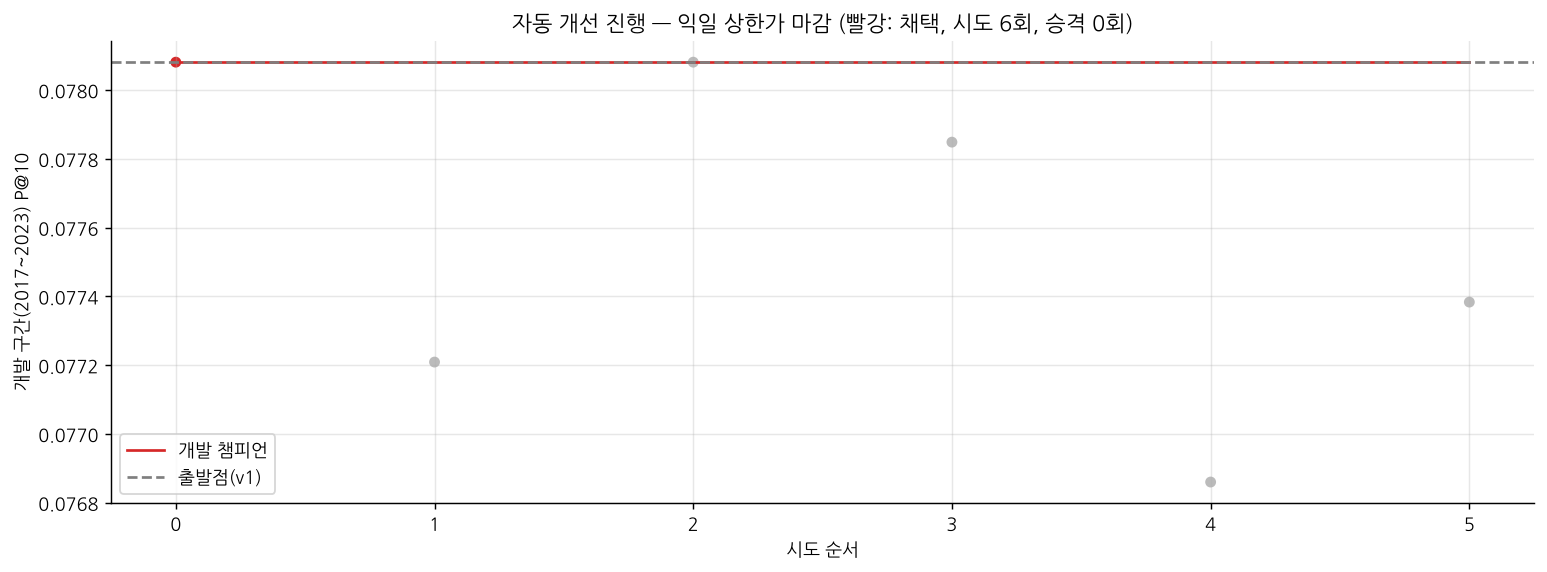 자동 개선 진행 — 익일 상한가 마감 (빨강: 채택, 시도 6회, 승격 0회)
개발 구간(2017~2023) P@10
0.0780
0.0778
0.0776
0.0774
0.0772
0.0770
0.0768
개발 챔피언
출발점(v1)
0 1 2 3 4 5
시도 순서